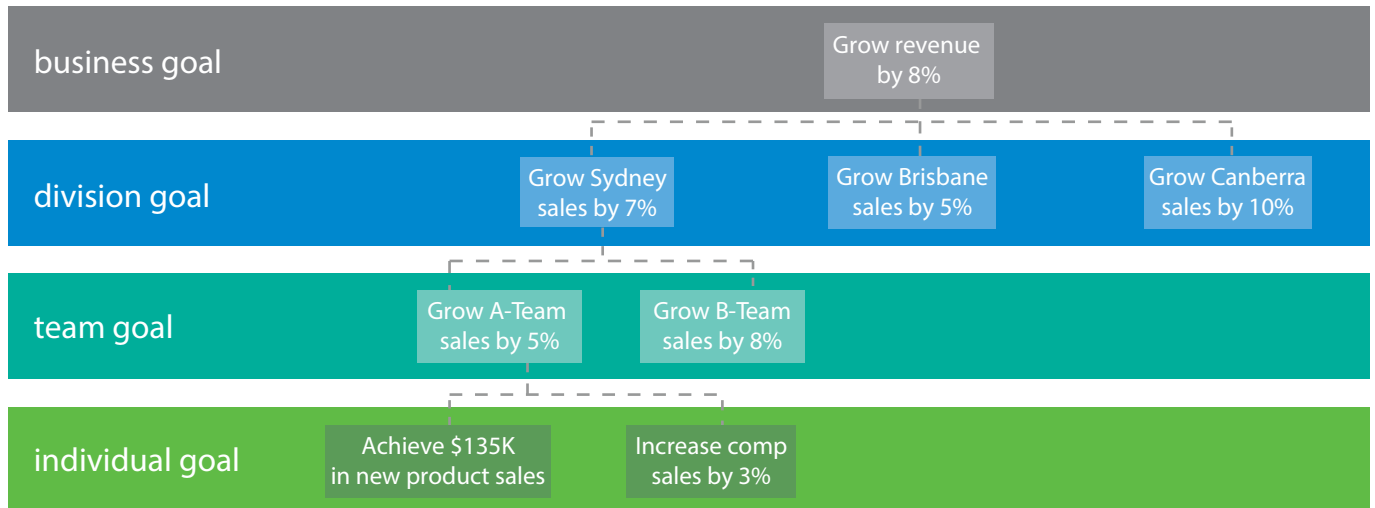 business goal
Grow revenue
by 8%
division goal
Grow Sydney
sales by 7%
Grow Brisbane
sales by 5%
Grow Canberra
sales by 10%
team goal
Grow A-Team
sales by 5%
Grow B-Team
sales by 8%
individual goal
Achieve $135K
in new product sales
Increase comp
sales by 3%